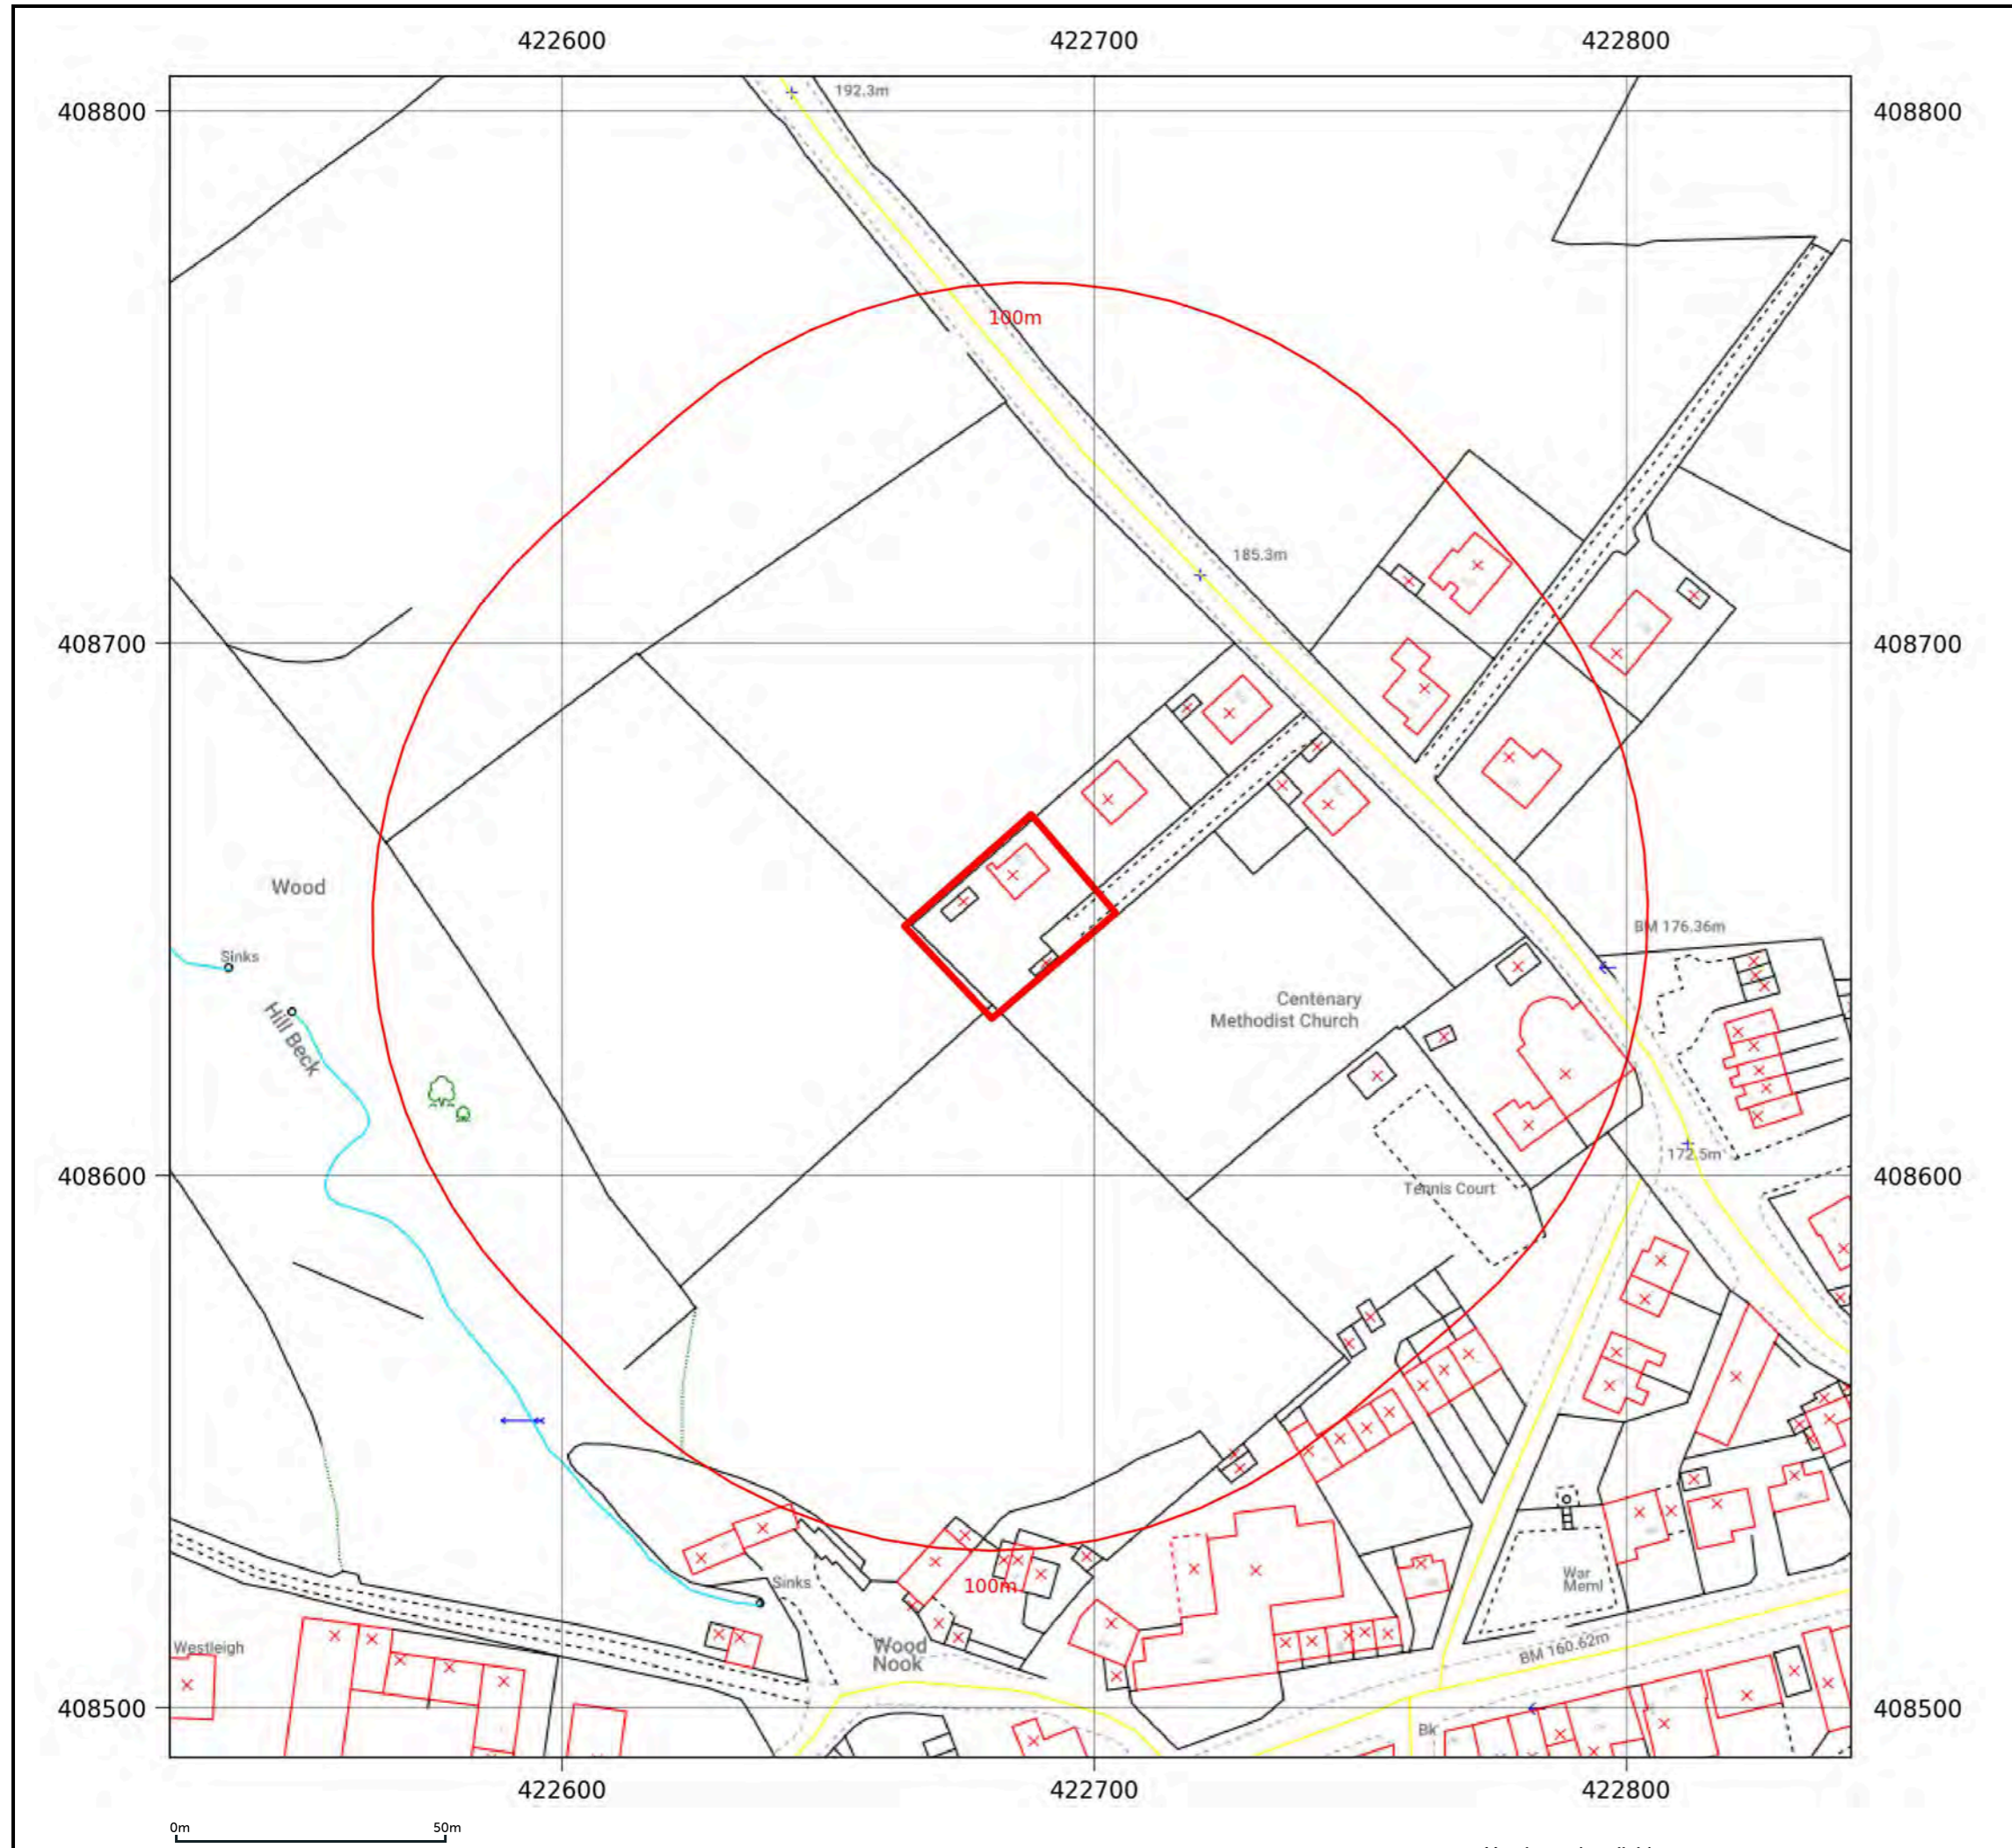 422600
422700
422800
408800
408800
192.3m
100m
185.3m
408700
408700
Wood
Sinks
BM 176.36m
Hill Beck
Centenary
Methodist Church
172.5m
408600
408600
Tennis Court
Sinks
100m
War
Meml
Westleigh
Wood
Nook
BM 160.62m
408500
408500
Bk
422600
422700
422800
0m
50m